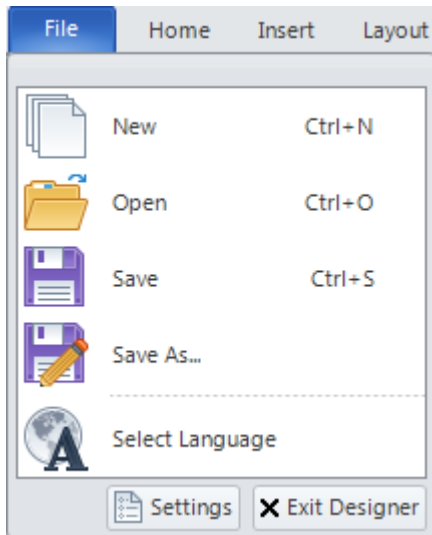 File Home Insert Layout
New Ctrl+N
Open Ctrl+O
Save Ctrl+S
Save As...
Select Language
Settings Exit Designer